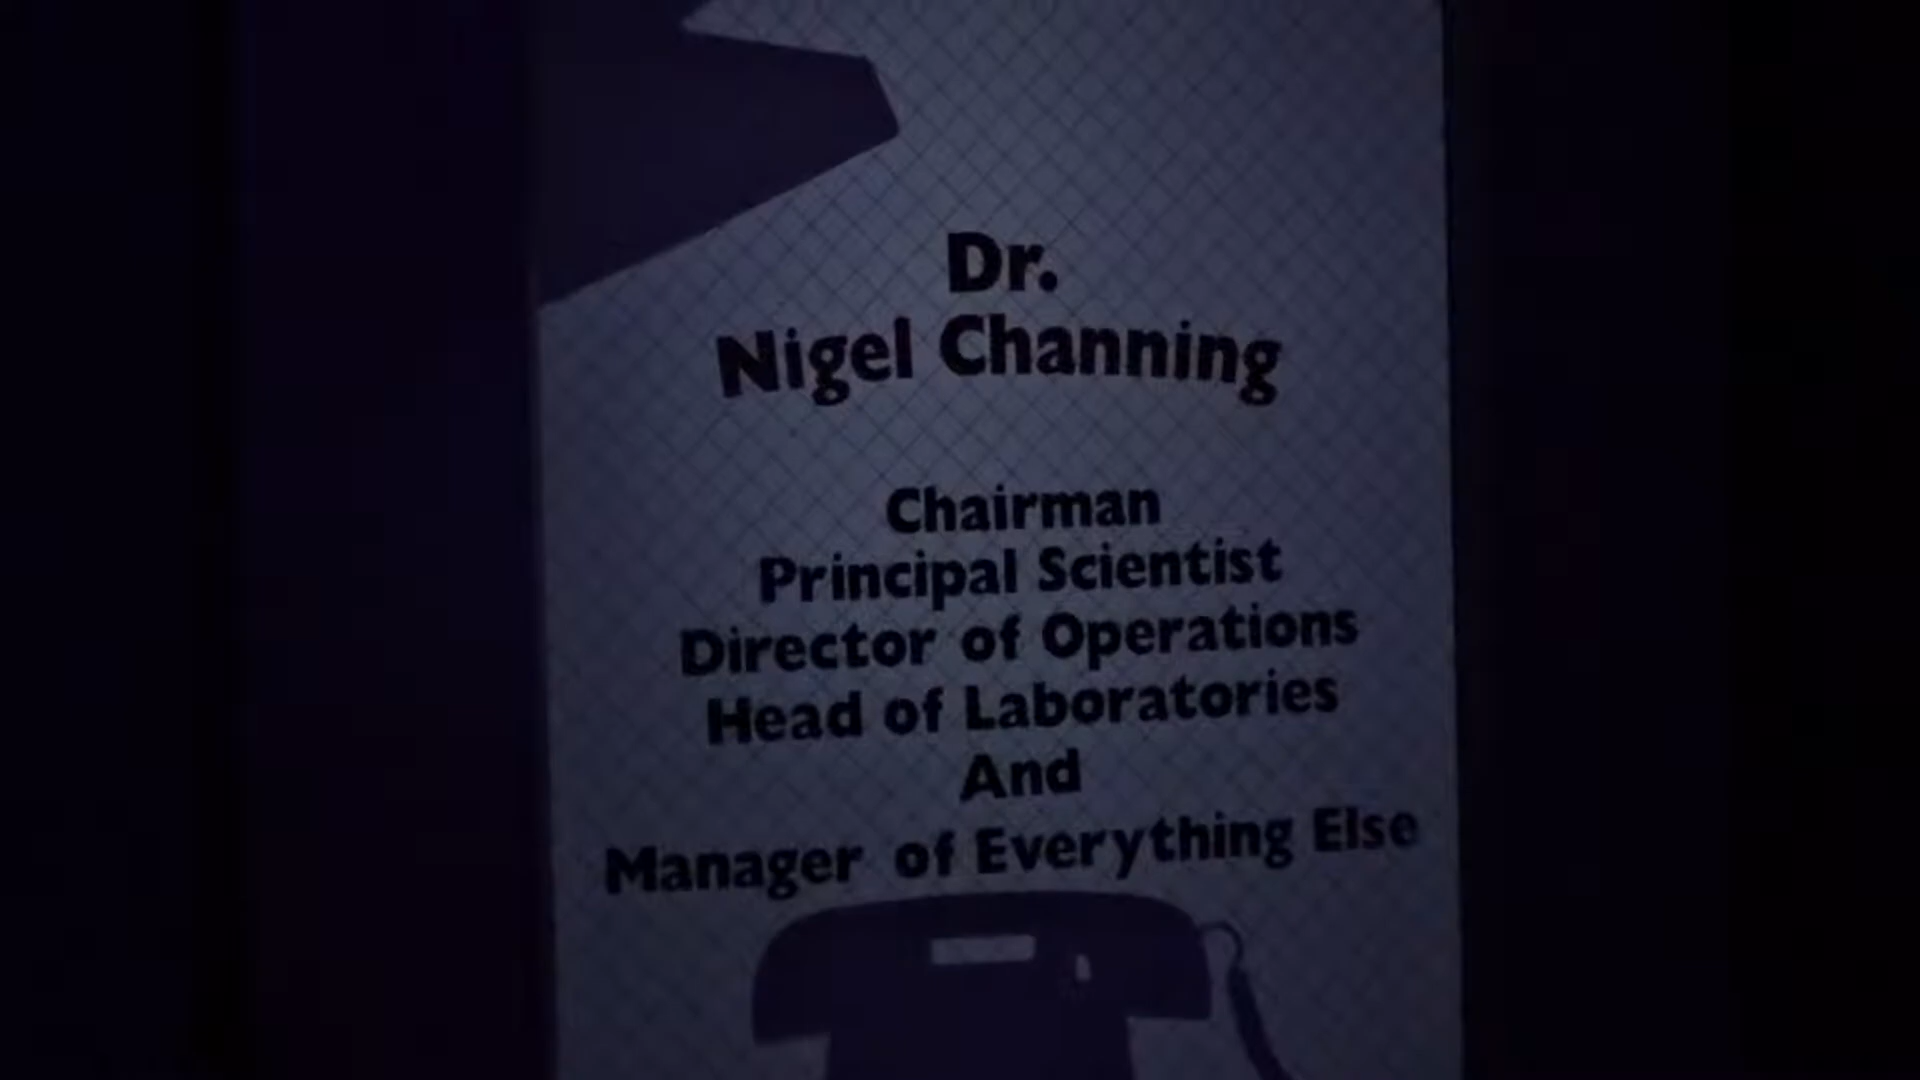 Dr.
Nigel Channing
Chairman
Principal Scientist
Director of Operations
Head of Laboratories
And
Manager of Everything Else